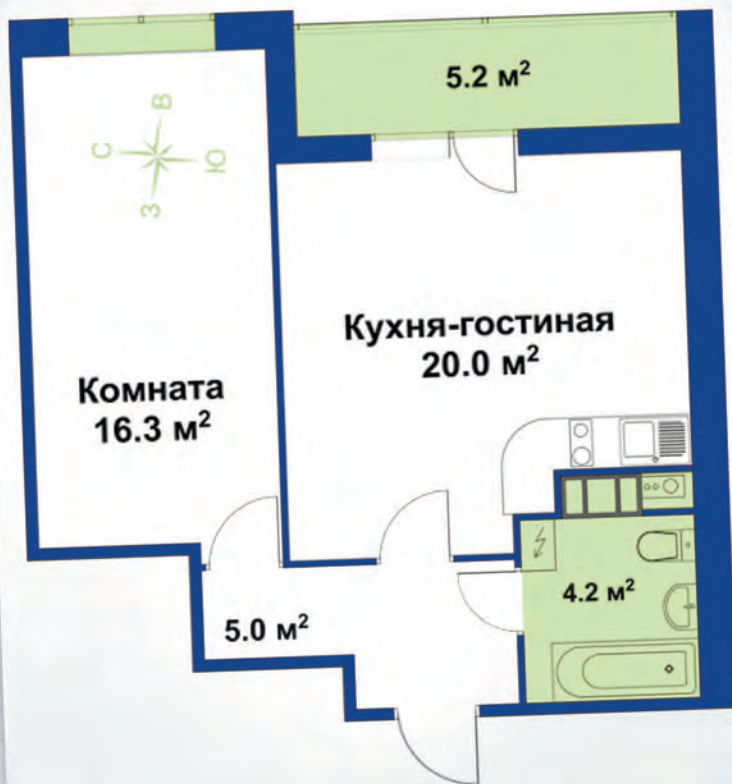 5.2 м²
В
С
Ю
З
Кухня-гостиная
20.0 м²
Комната
16.3 м²
4.2 м²
5.0 м²